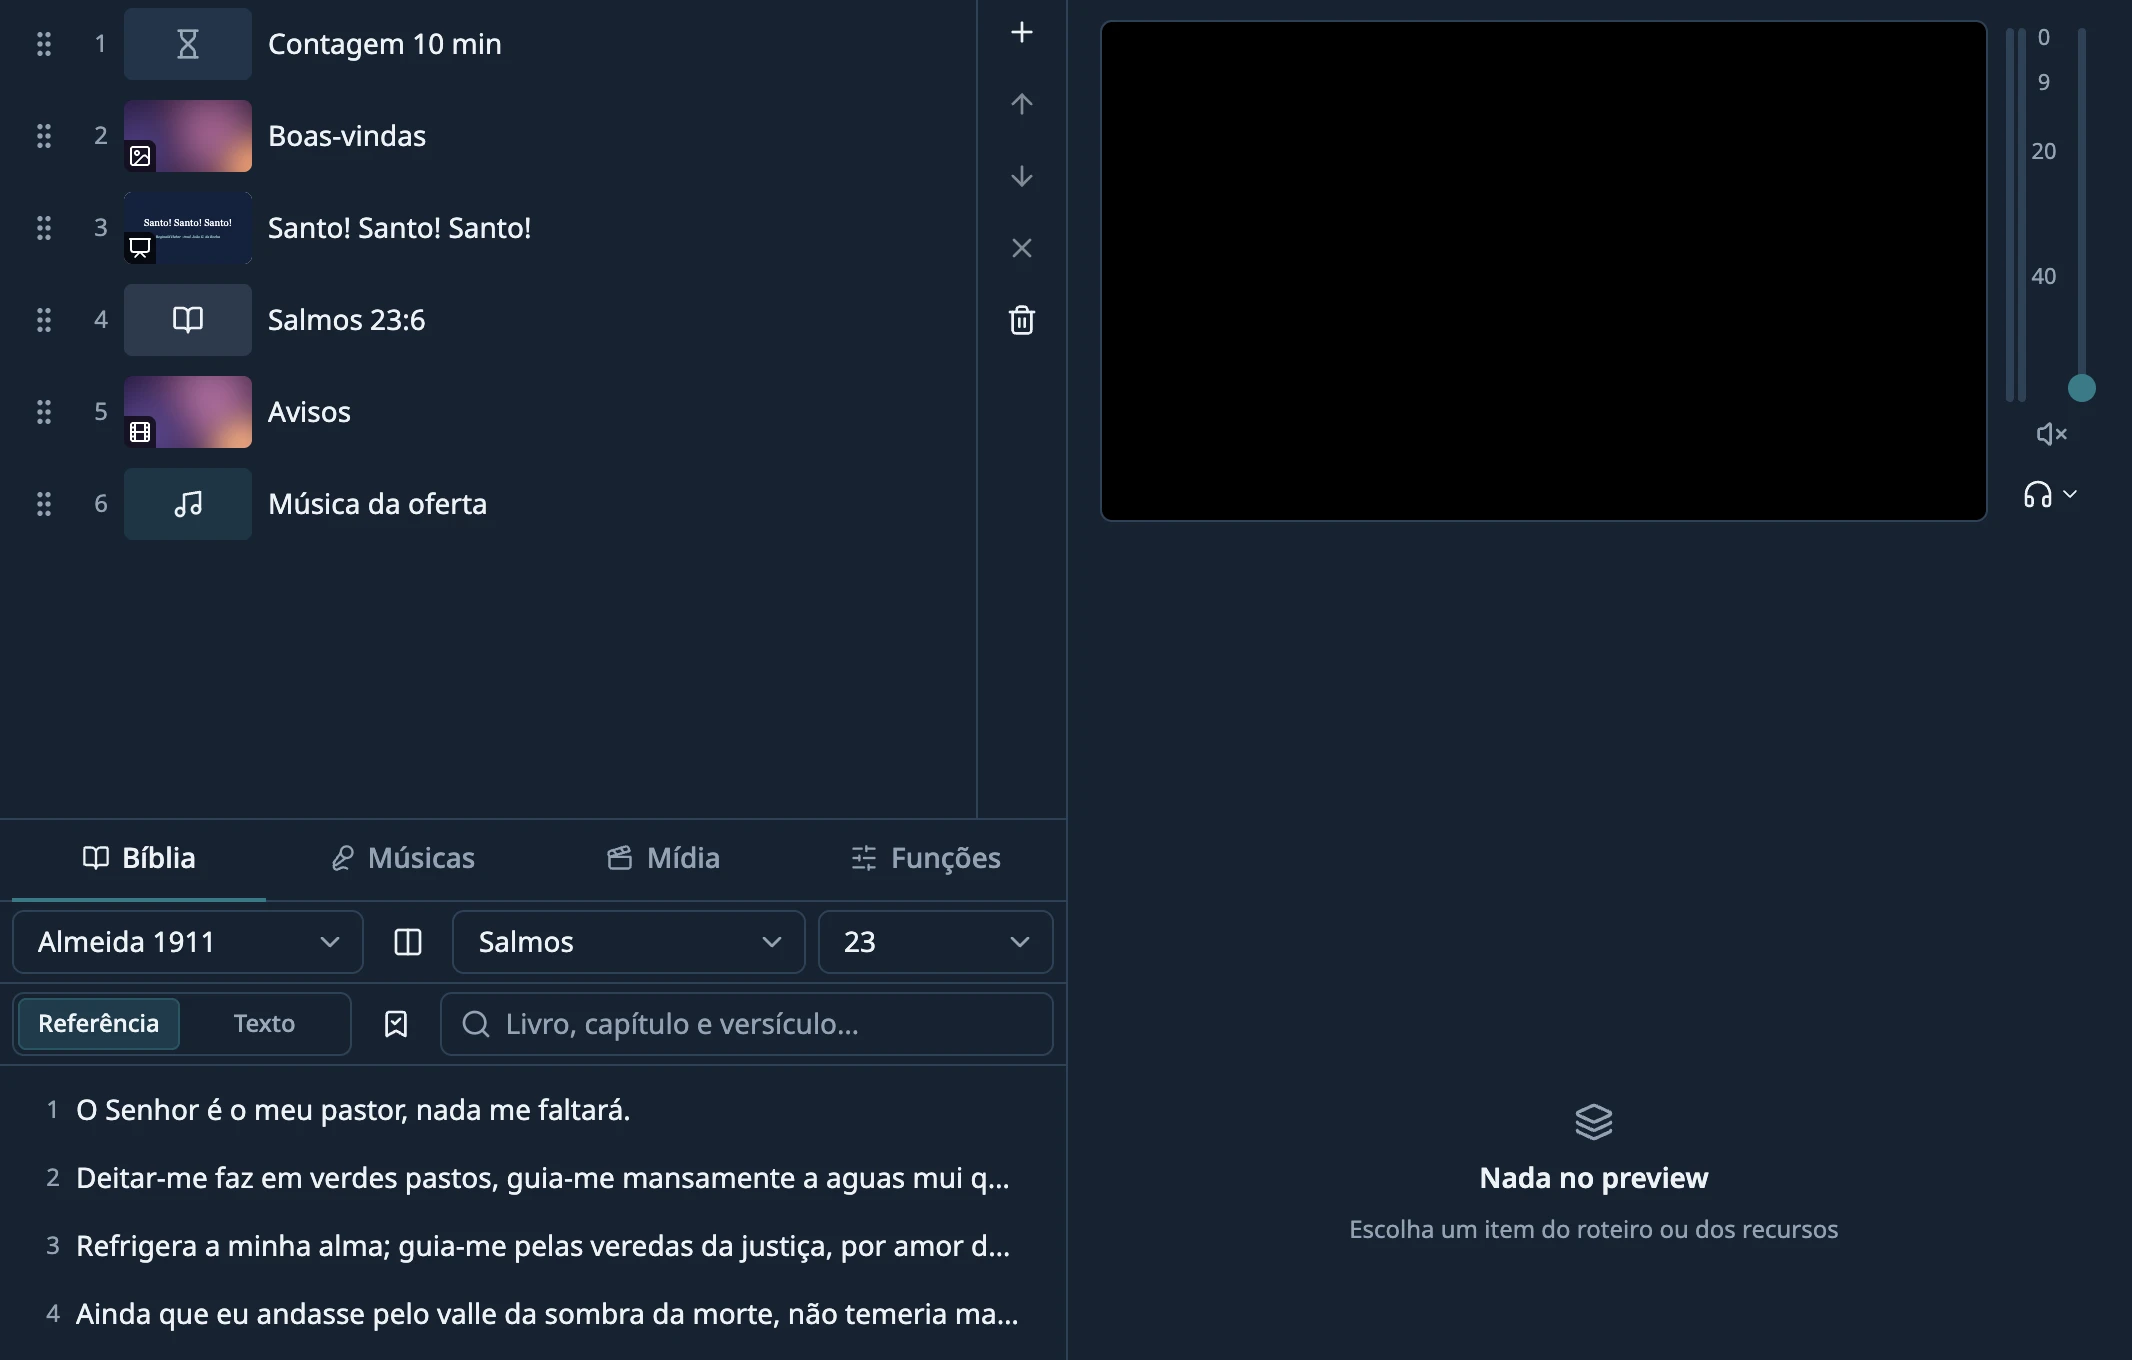 1 Contagem 10 min
2 Boas-vindas
3 Santo! Santo! Santo! Santo! Santo! Santo!
4 Salmos 23:6
5 Avisos
6 Música da oferta
0
9
20
40
Bíblia Músicas Mídia Funções
Almeida 1911 Salmos 23
Referência Texto Livro, capítulo e versículo...
1 O Senhor é o meu pastor, nada me faltará.
2 Deitar-me faz em verdes pastos, guia-me mansamente a aguas mui q...
3 Refrigera a minha alma; guia-me pelas veredas da justiça, por amor d...
4 Ainda que eu andasse pelo valle da sombra da morte, não temeria ma...
Nada no preview
Escolha um item do roteiro ou dos recursos